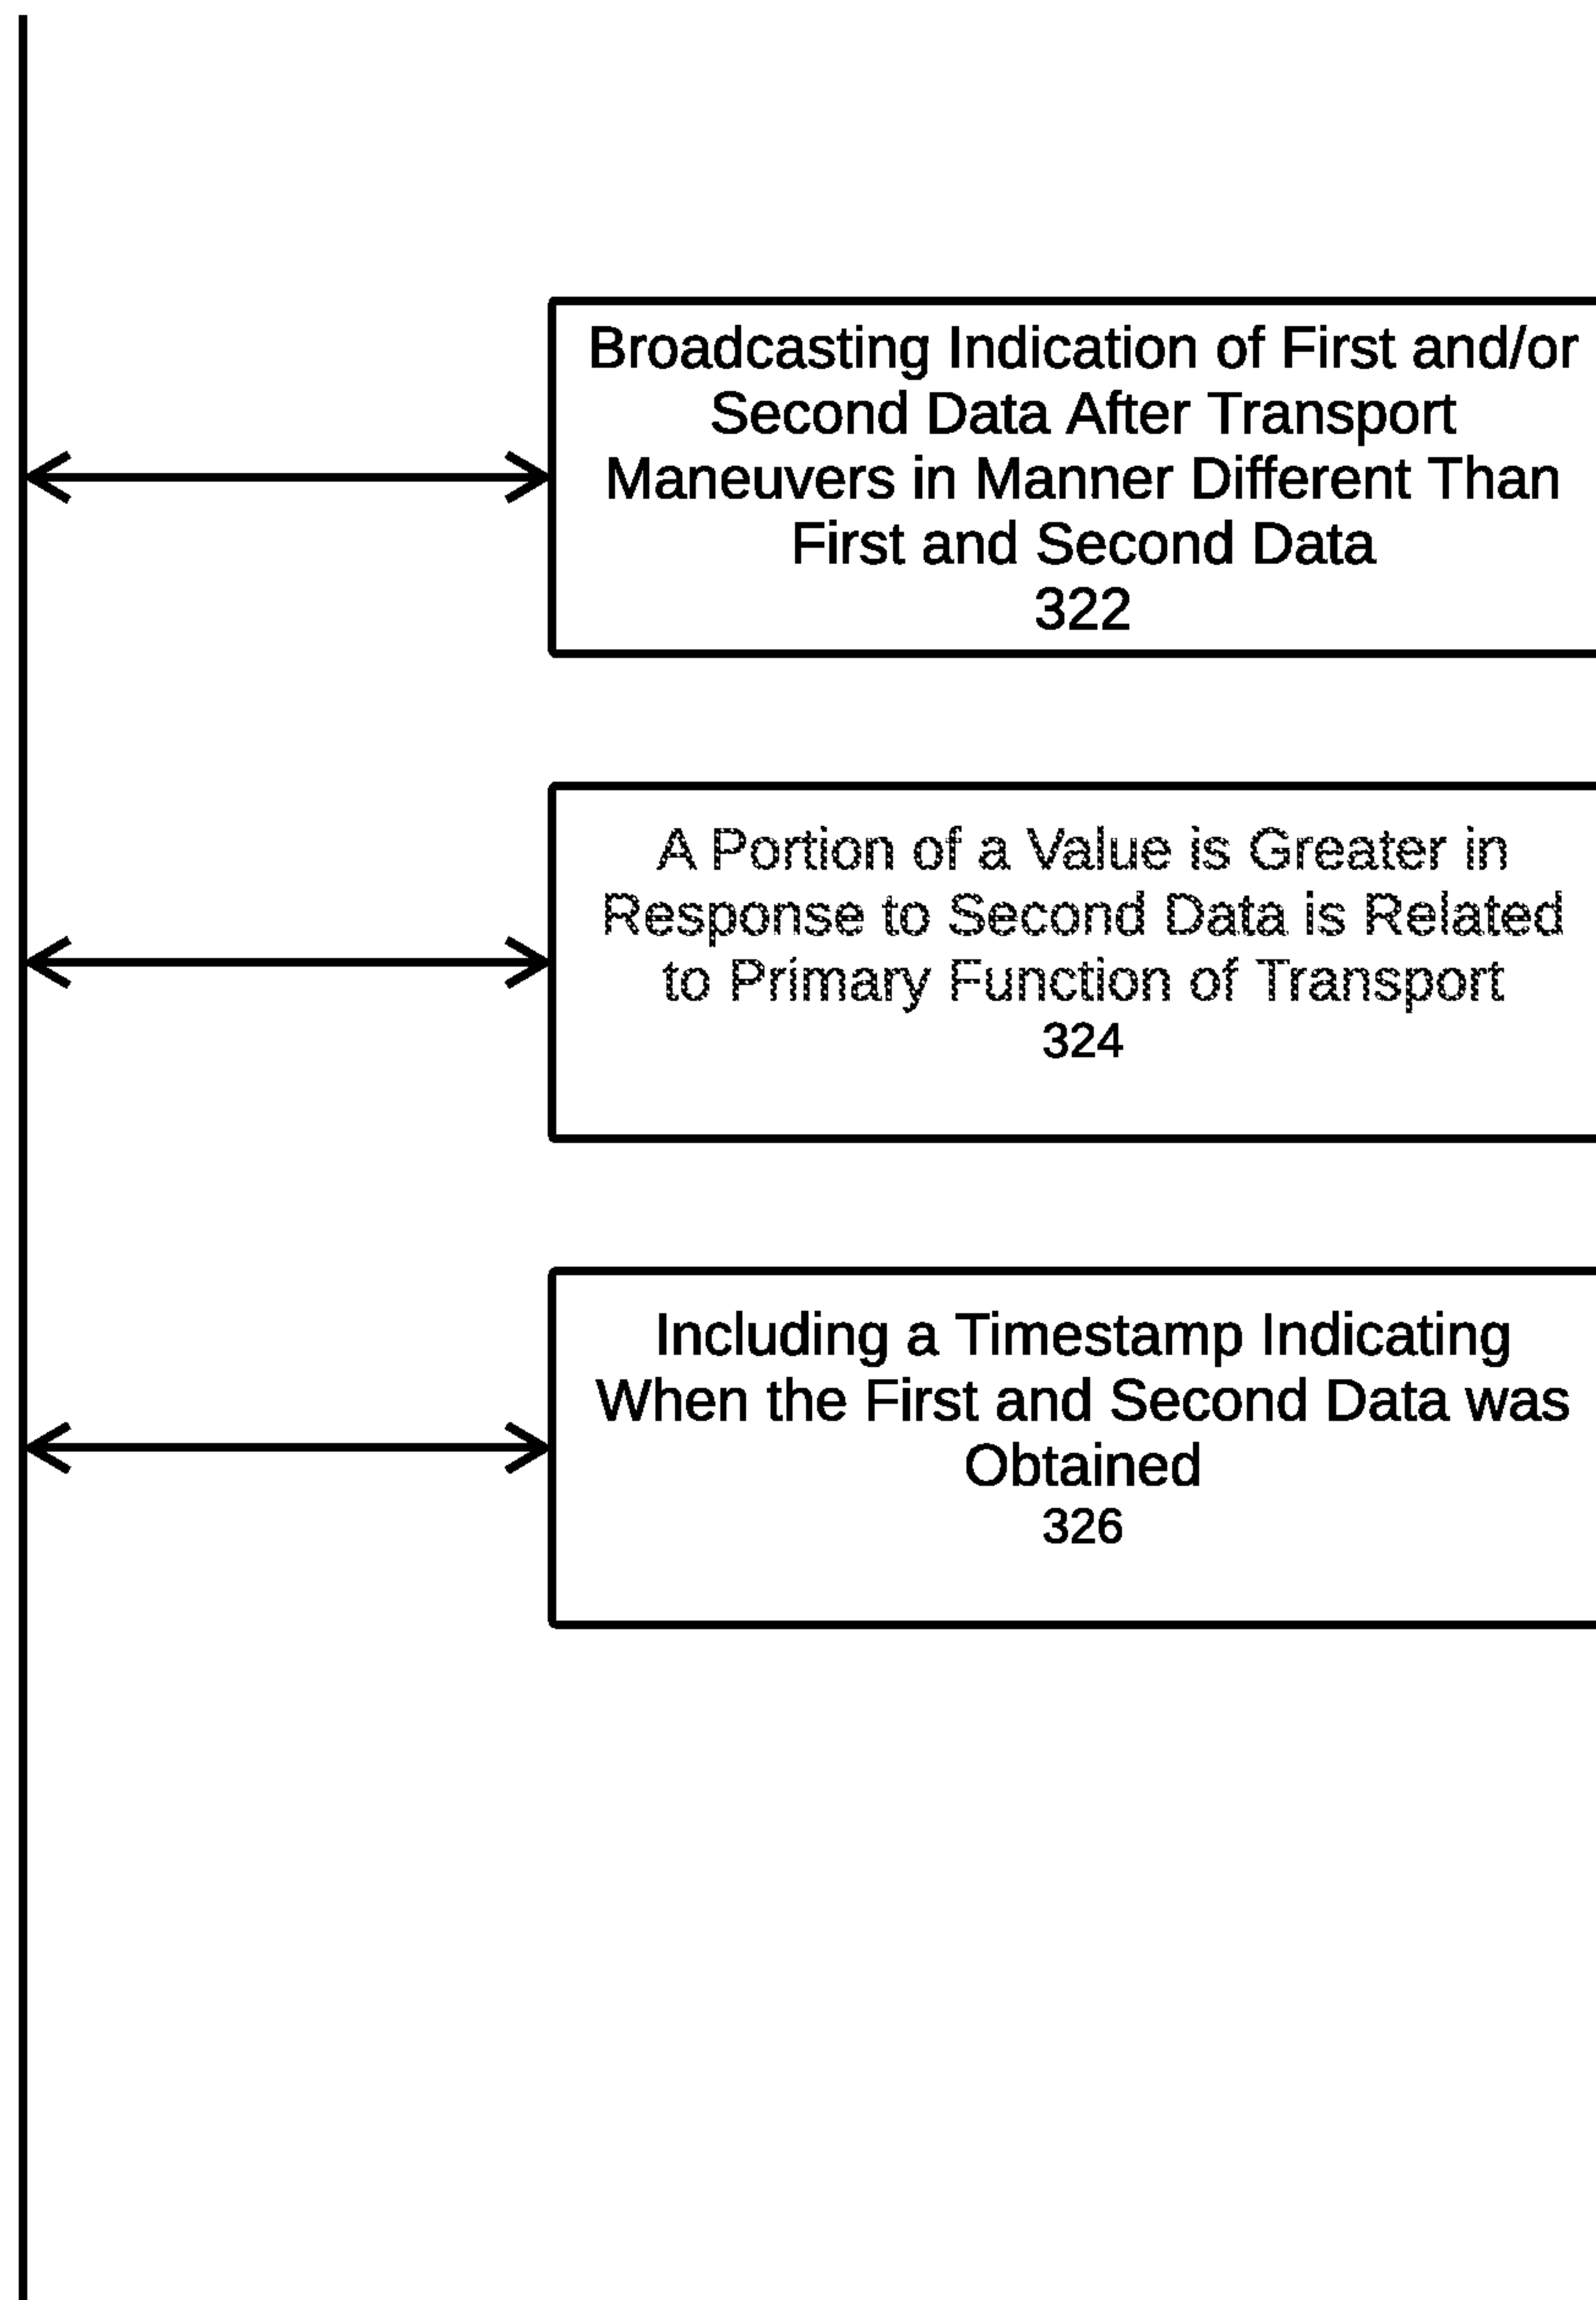 Broadcasting Indication of First and/or
Second Data After Transport
Maneuvers in Manner Different Than
First and Second Data
322
A Portion of a Value is Greater in
Response to Second Data is Related
to Primary Function of Transport
324
Including a Timestamp Indicating
When the First and Second Data was
Obtained
326